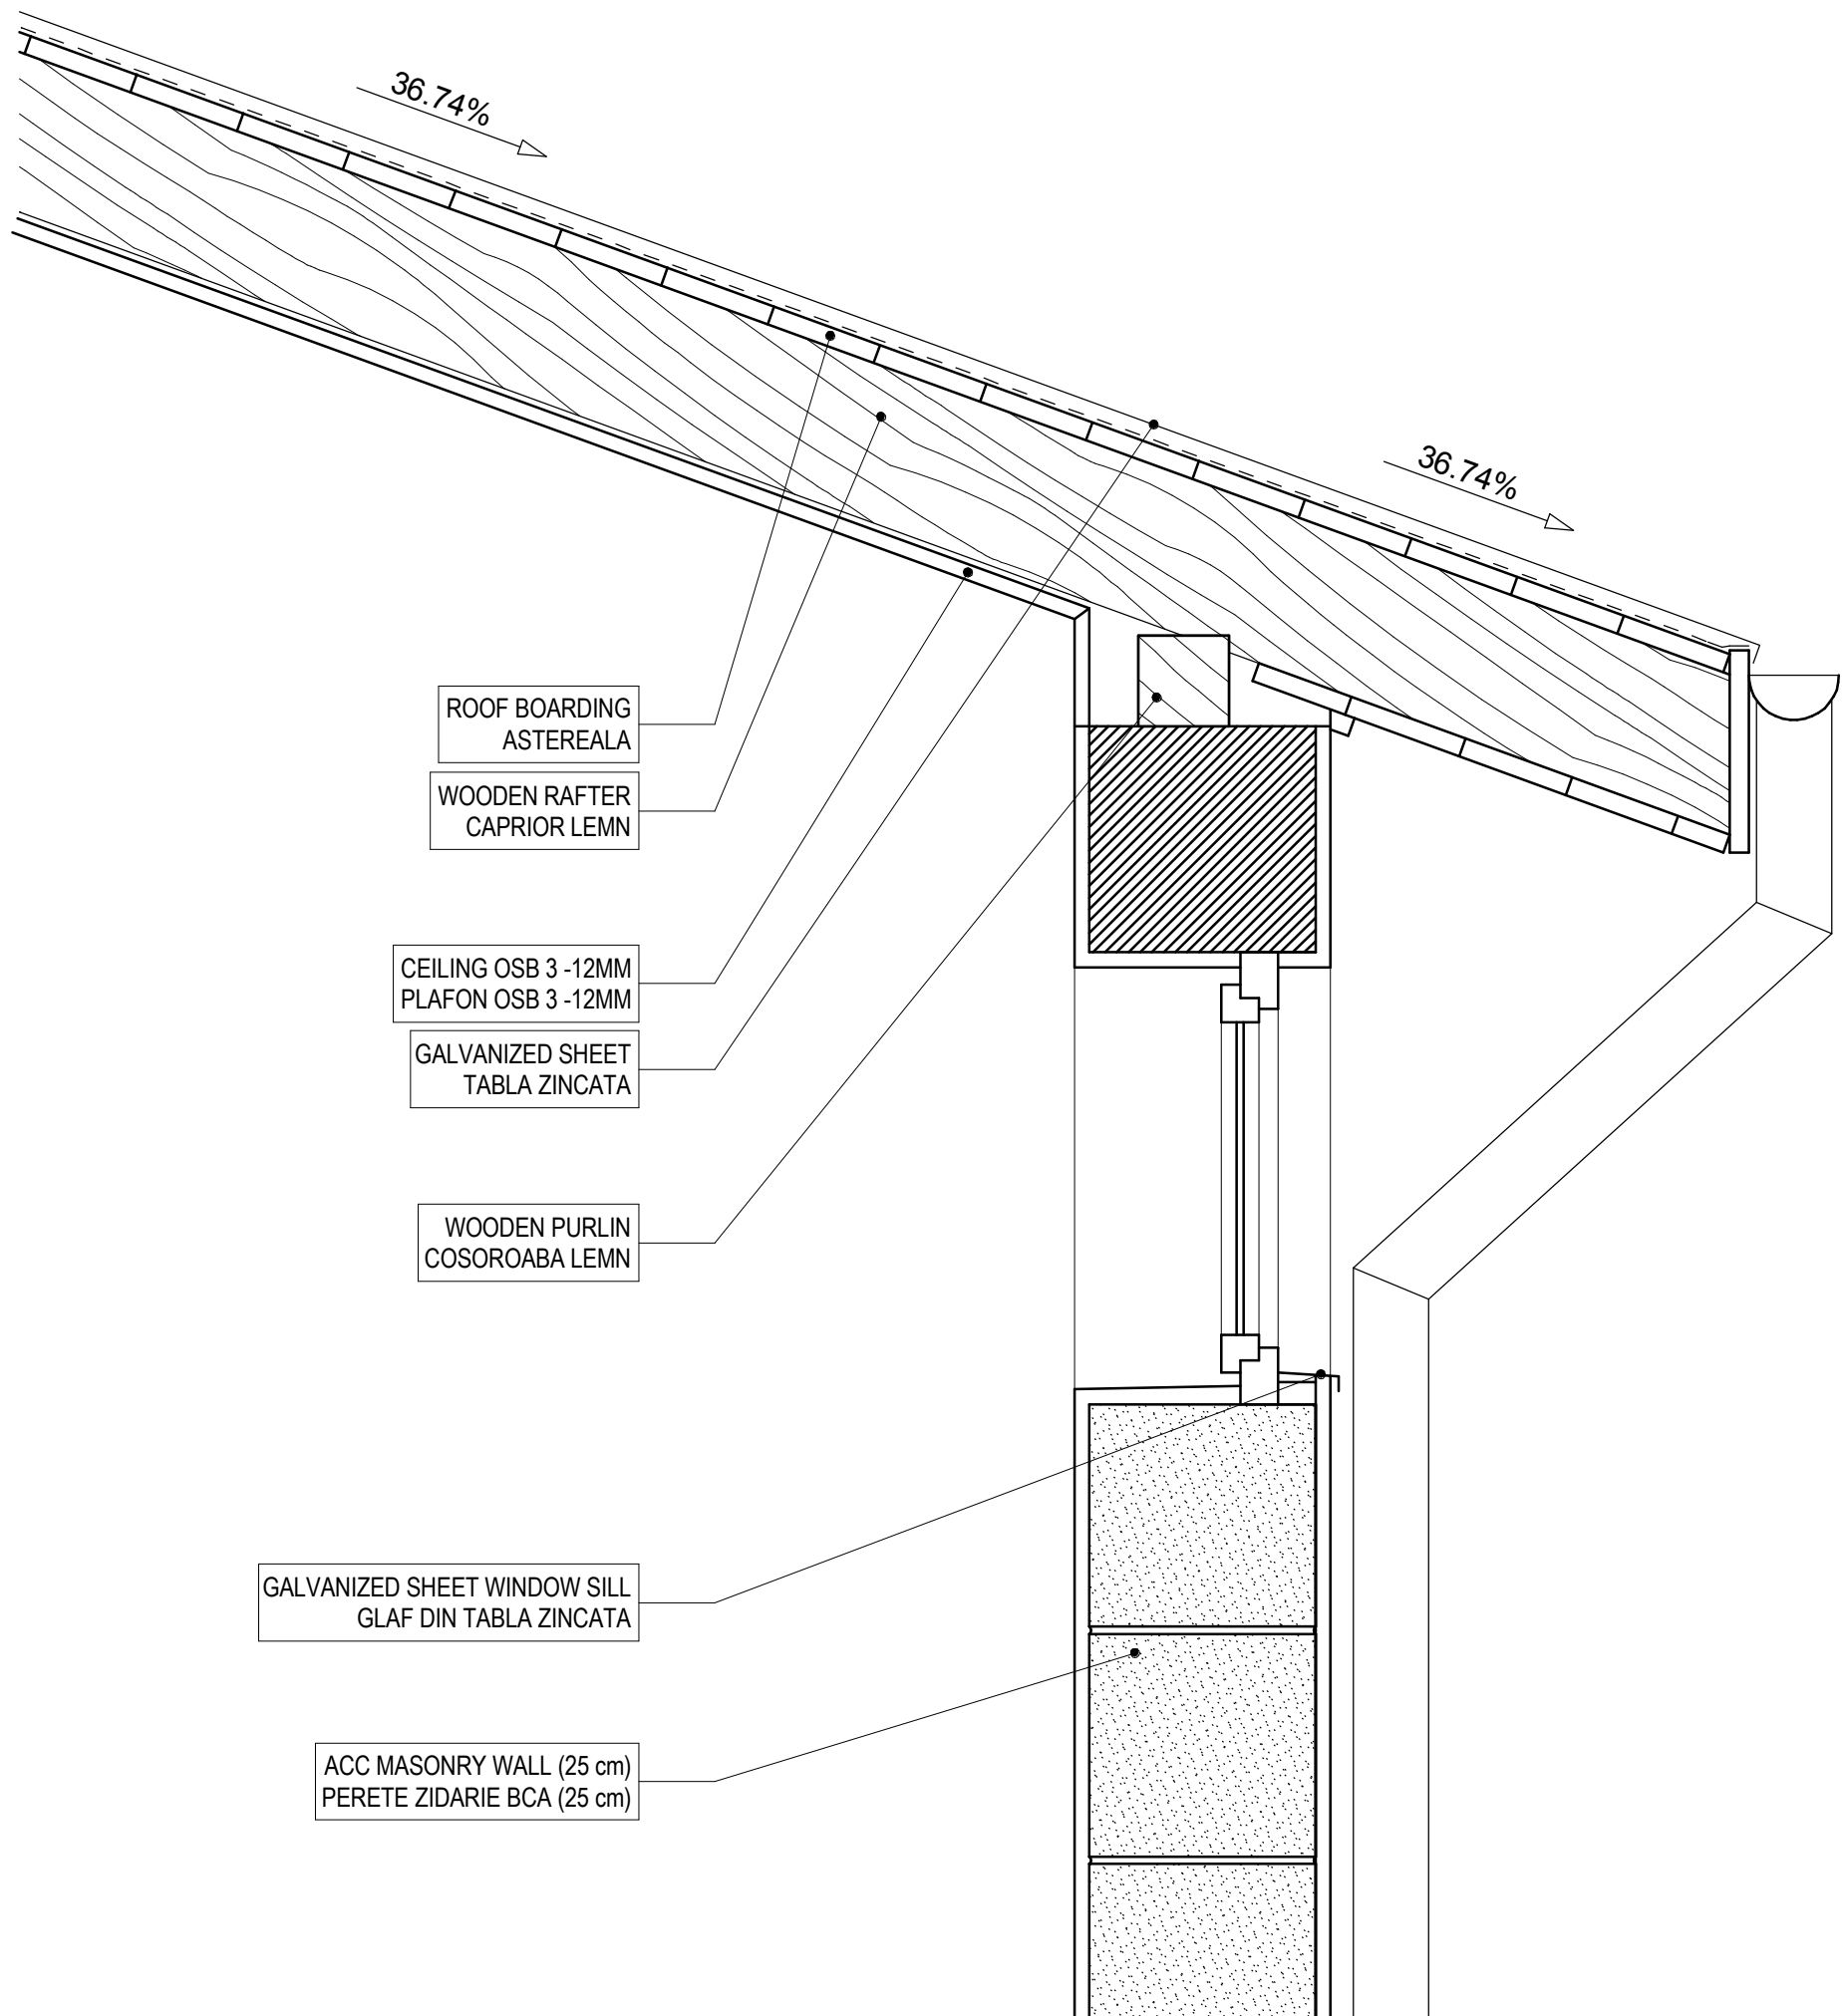 36.74%
36.74%
ROOF BOARDING
ASTEREALA
WOODEN RAFTER
CAPRIOR LEMN
CEILING OSB 3 -12MM
PLAFON OSB 3 -12MM
GALVANIZED SHEET
TABLA ZINCATA
WOODEN PURLIN
COSOROABA LEMN
GALVANIZED SHEET WINDOW SILL
GLAF DIN TABLA ZINCATA
ACC MASONRY WALL (25 cm)
PERETE ZIDARIE BCA (25 cm)